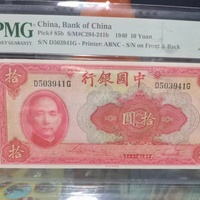 PMG
China, Bank of China
Pick# 85b S/M#C294-241b 1940 10 Yuan
S/N D503941G - Printer: ABNC - S/N on Front & Back
中國銀行
D503941G
D503941G
拾
圓拾
拾